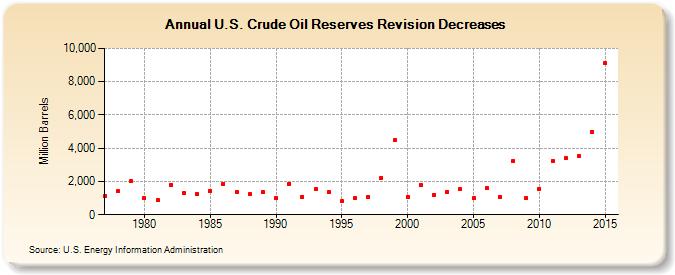 Annual U.S. Crude Oil Reserves Revision Decreases
Million Barrels
10,000
8,000
6,000
4,000
2,000
0
1980 1985 1990 1995 2000 2005 2010 2015
Source: U.S. Energy Information Administration